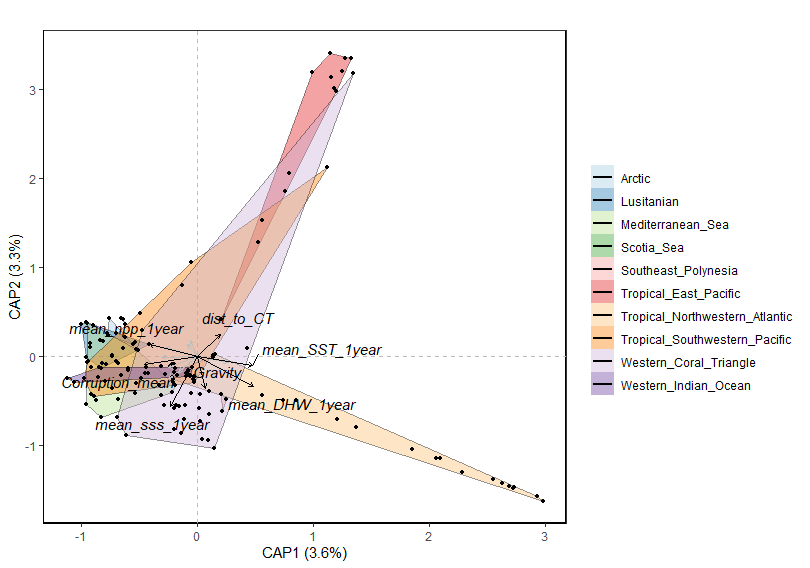 3
2
1
0
-1
-1
0
1
2
3
CAP2 (3.3%)
CAP1 (3.6%)
dist_to_CT
mean_npp_1year
mean_SST_1year
Gravity
Corruption_mean
mean_DHW_1year
mean_sss_1year
Arctic
Lusitanian
Mediterranean_Sea
Scotia_Sea
Southeast_Polynesia
Tropical_East_Pacific
Tropical_Northwestern_Atlantic
Tropical_Southwestern_Pacific
Western_Coral_Triangle
Western_Indian_Ocean